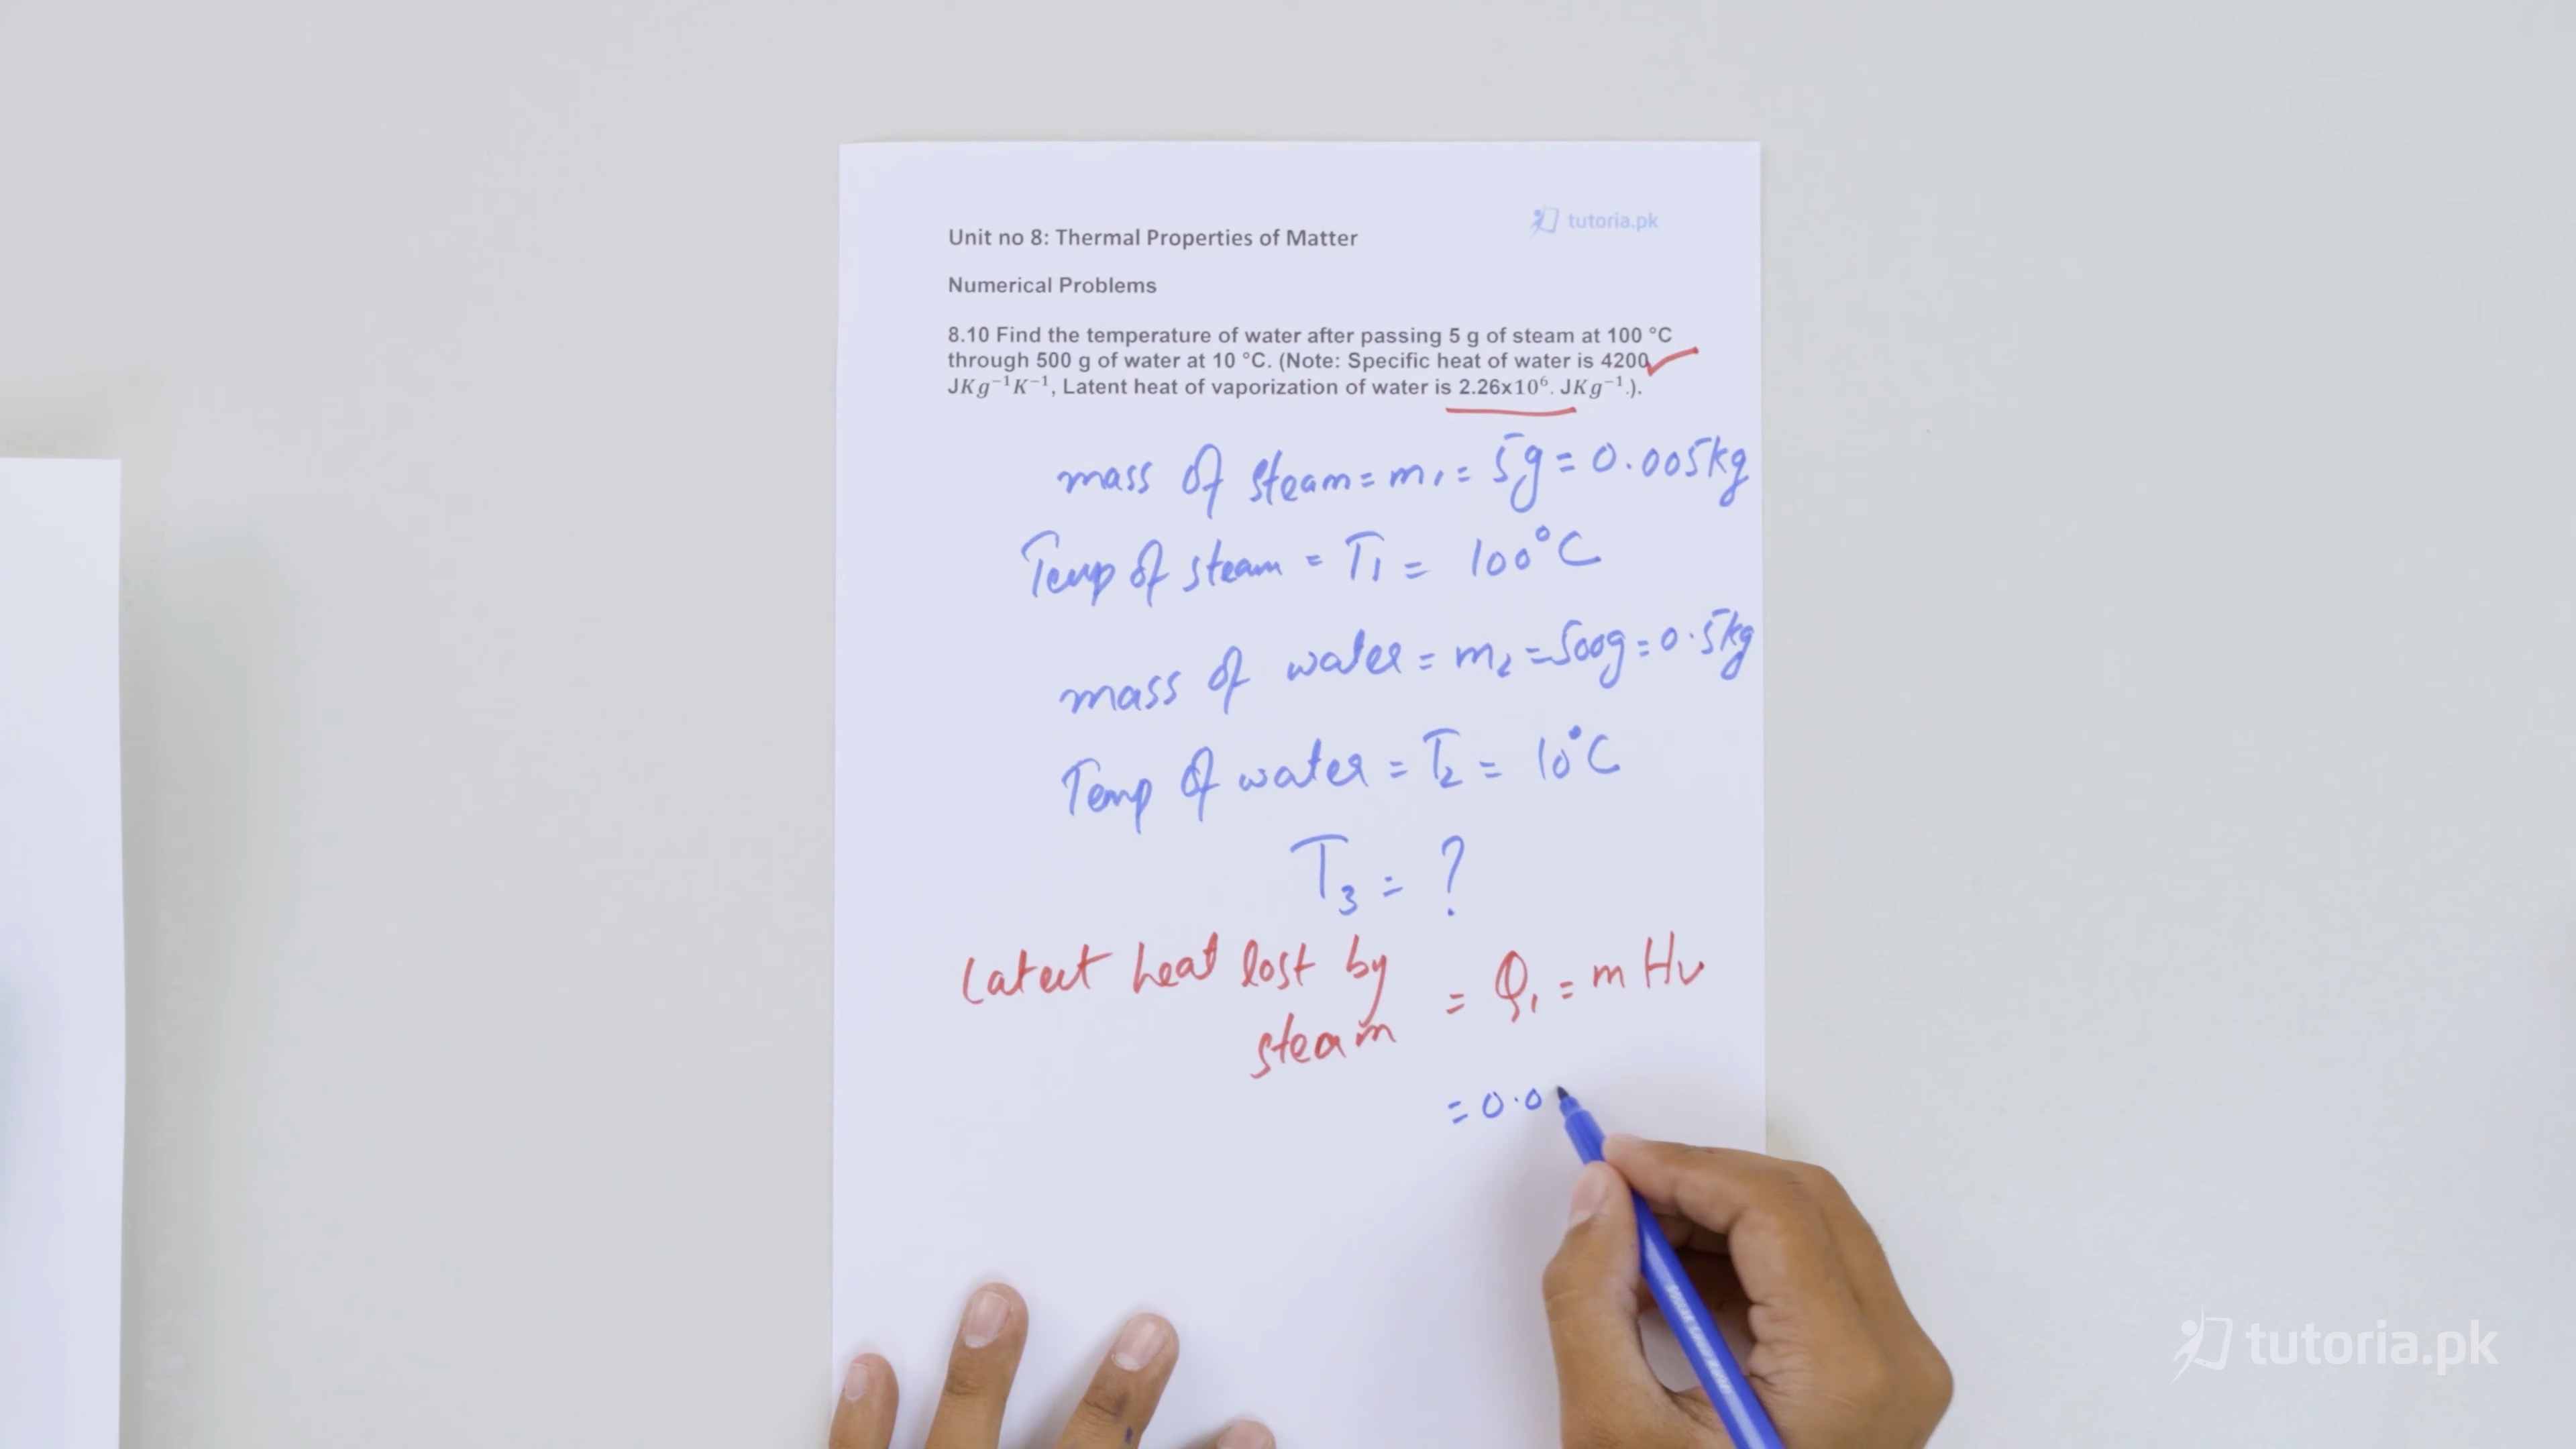 tutoria.pk
Unit no 8: Thermal Properties of Matter
Numerical Problems
8.10 Find the temperature of water after passing 5 g of steam at 100 °C
through 500 g of water at 10 °C. (Note: Specific heat of water is 4200
JKg⁻¹K⁻¹, Latent heat of vaporization of water is 2.26x10⁶. JKg⁻¹.).
mass of steam = m₁ = 5g = 0.005kg
Temp of steam = T₁ = 100°C
mass of water = m₂ = 500g = 0.5kg
Temp of water = T₂ = 10°C
T₃ = ?
Latent heat lost by
steam = Q₁ = m Hv
= 0.0
tutoria.pk